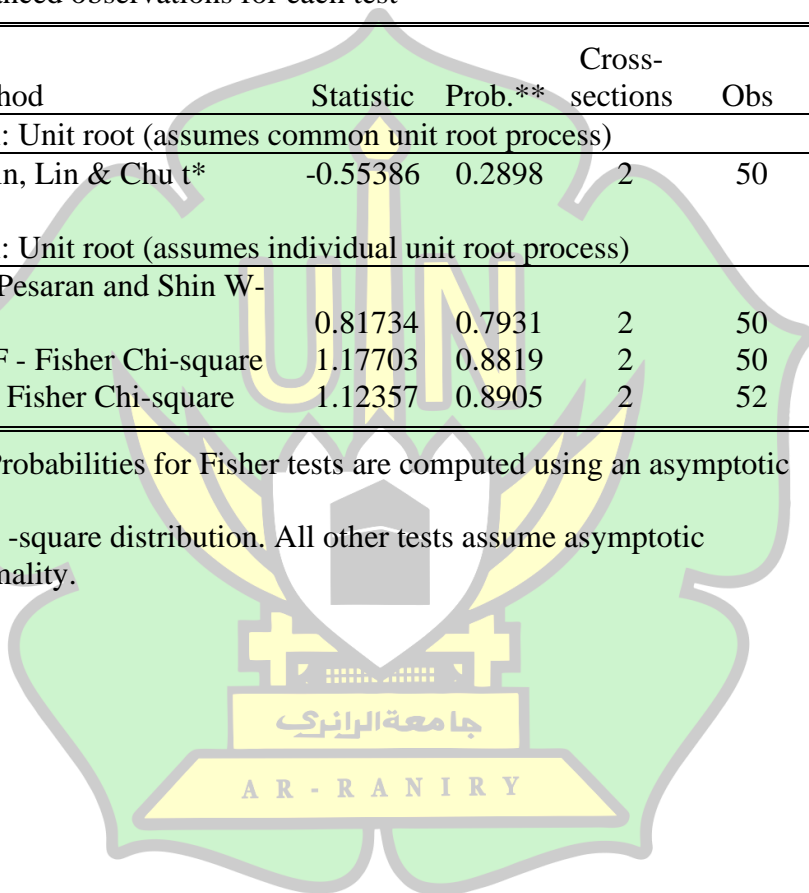 nced observations for each test
Cross-
hod Statistic Prob.** sections Obs
: Unit root (assumes common unit root process)
n, Lin & Chu t* -0.55386 0.2898 2 50
: Unit root (assumes individual unit root process)
Pesaran and Shin W-
0.81734 0.7931 2 50
F - Fisher Chi-square 1.17703 0.8819 2 50
Fisher Chi-square 1.12357 0.8905 2 52
Probabilities for Fisher tests are computed using an asymptotic
-square distribution. All other tests assume asymptotic
nality.
UIN
جامعة الرانري
AR-RANIRY